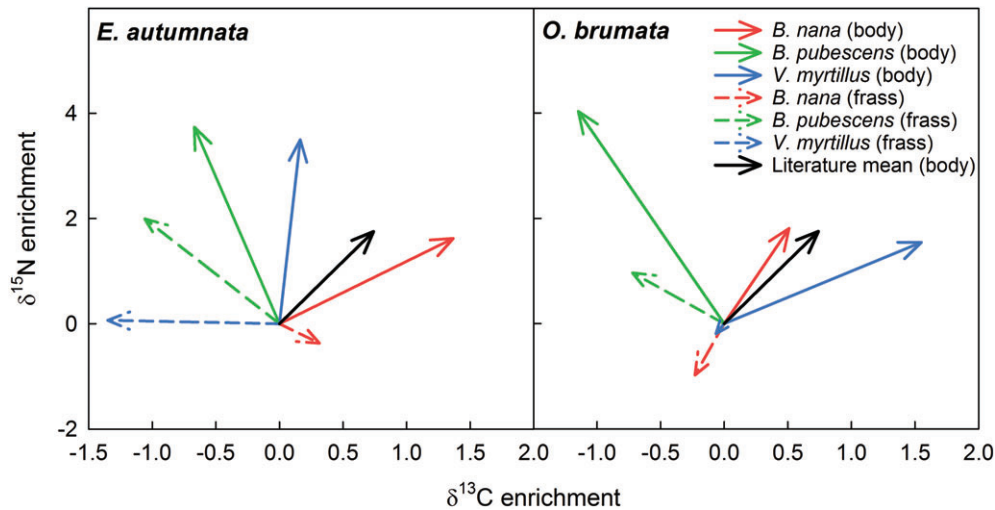 E. autumnata
O. brumata
B. nana (body)
B. pubescens (body)
V. myrtillus (body)
B. nana (frass)
B. pubescens (frass)
V. myrtillus (frass)
Literature mean (body)
4
2
0
-2
δ15N enrichment
-1.5 -1.0 -0.5 0.0 0.5 1.0 1.5 -1.5 -1.0 -0.5 0.0 0.5 1.0 1.5 2.0
δ13C enrichment